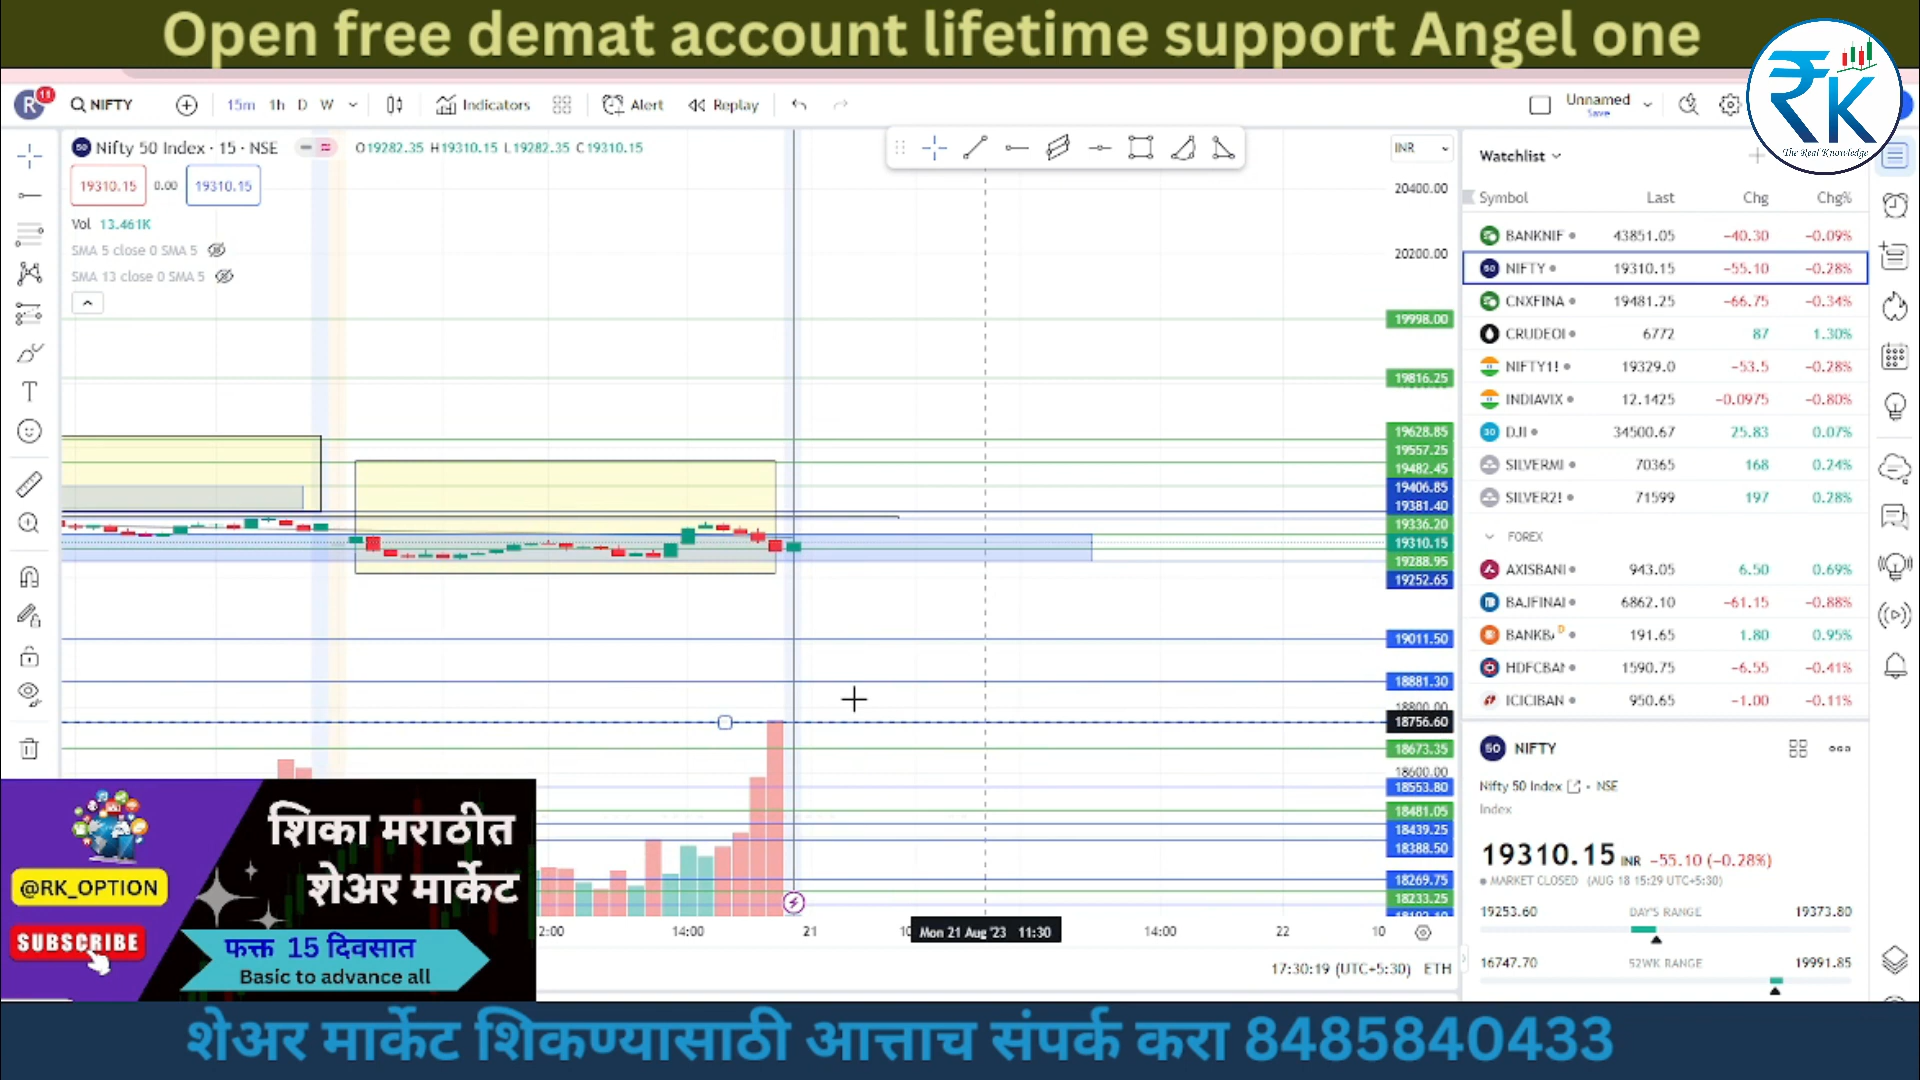 Open free demat account lifetime support Angel one
The Real Knowledge
R 11 NIFTY 15m 1h D W Indicators Alert Replay Unnamed
Save
Nifty 50 Index · 15 · NSE O19282.35 H19310.15 L19282.35 C19310.15
19310.15 0.00 19310.15
Vol 13.461K
SMA 5 close 0 SMA 5
SMA 13 close 0 SMA 5
INR
20400.00
20200.00
19998.00
19816.25
19628.85
19557.25
19482.45
19406.85
19381.40
19336.20
19310.15
19288.95
19252.65
19011.50
18881.30
18800.00
18756.60
18673.35
18600.00
18553.80
18481.05
18439.25
18388.50
18269.75
18233.25
2:00 14:00 21 Mon 21 Aug '23 11:30 14:00 22 10
17:30:19 (UTC+5:30) ETH
Watchlist
Symbol Last Chg Chg%
BANKNIF 43851.05 −40.30 −0.09%
NIFTY 19310.15 −55.10 −0.28%
CNXFINA 19481.25 −66.75 −0.34%
CRUDEOI 6772 87 1.30%
NIFTY1! 19329.0 −53.5 −0.28%
INDIAVIX 12.1425 −0.0975 −0.80%
DJI 34500.67 25.83 0.07%
SILVERMI 70365 168 0.24%
SILVER2! 71599 197 0.28%
FOREX
AXISBANI 943.05 6.50 0.69%
BAJFINAI 6862.10 −61.15 −0.88%
BANKB D 191.65 1.80 0.95%
HDFCBAI 1590.75 −6.55 −0.41%
ICICIBAN 950.65 −1.00 −0.11%
50 NIFTY
Nifty 50 Index · NSE
Index
19310.15 INR −55.10 (−0.28%)
MARKET CLOSED (AUG 18 15:29 UTC+5:30)
19253.60 DAY'S RANGE 19373.80
16747.70 52WK RANGE 19991.85
@RK_OPTION
SUBSCRIBE
शिका मराठीत
शेअर मार्केट
फक्त 15 दिवसात
Basic to advance all
शेअर मार्केट शिकण्यासाठी आत्ताच संपर्क करा 8485840433